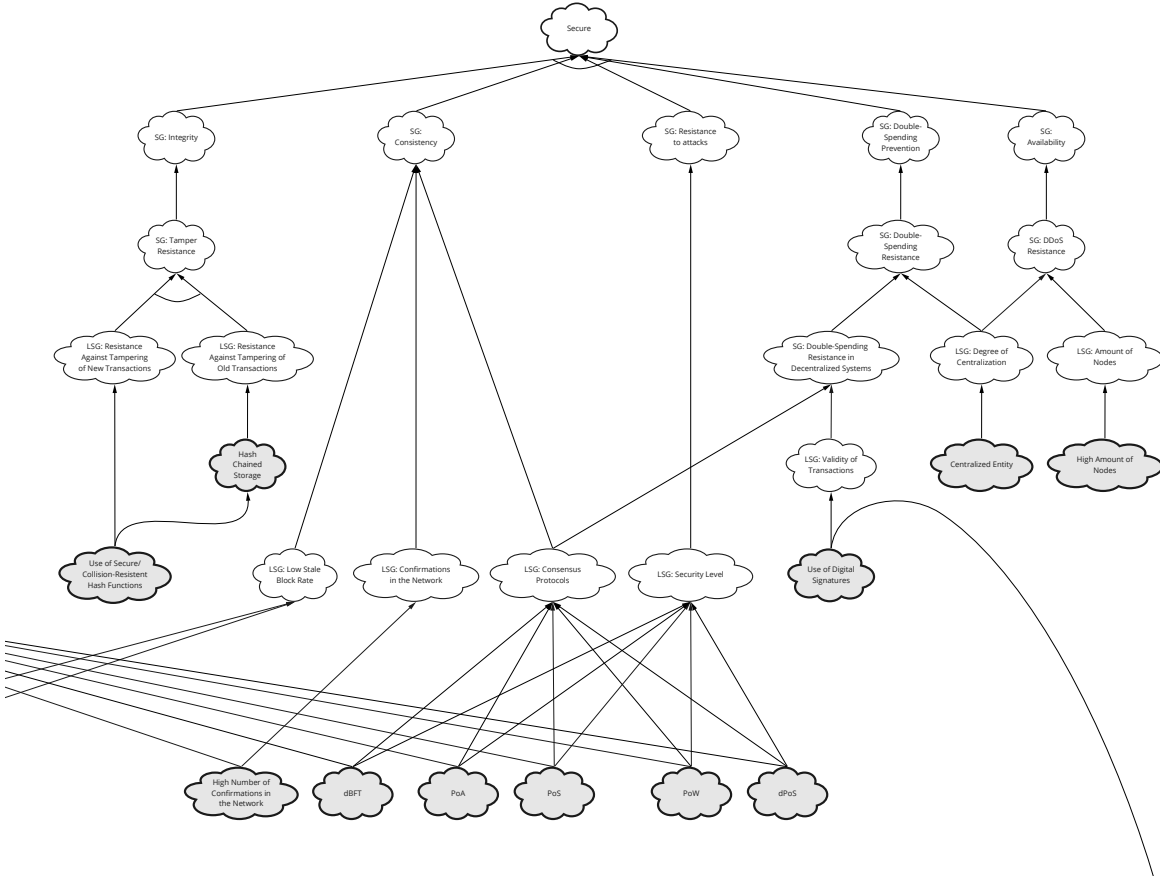 Secure
SG: Integrity
SG:
Consistency
SG: Resistance
to attacks
SG: Double-
Spending
Prevention
SG:
Availability
SG: Tamper
Resistance
SG: Double-
Spending
Resistance
SG: DDoS
Resistance
LSG: Resistance
Against Tampering
of New Transactions
LSG: Resistance
Against Tampering of
Old Transactions
SG: Double-Spending
Resistance in
Decentralized Systems
LSG: Degree of
Centralization
LSG: Amount of
Nodes
Hash
Chained
Storage
LSG: Validity of
Transactions
Centralized Entity
High Amount of
Nodes
Use of Secure/
Collision-Resistent
Hash Functions
LSG: Low Stale
Block Rate
LSG: Confirmations
in the Network
LSG: Consensus
Protocols
LSG: Security Level
Use of Digital
Signatures
High Number of
Confirmations in
the Network
dBFT
PoA
PoS
PoW
dPoS